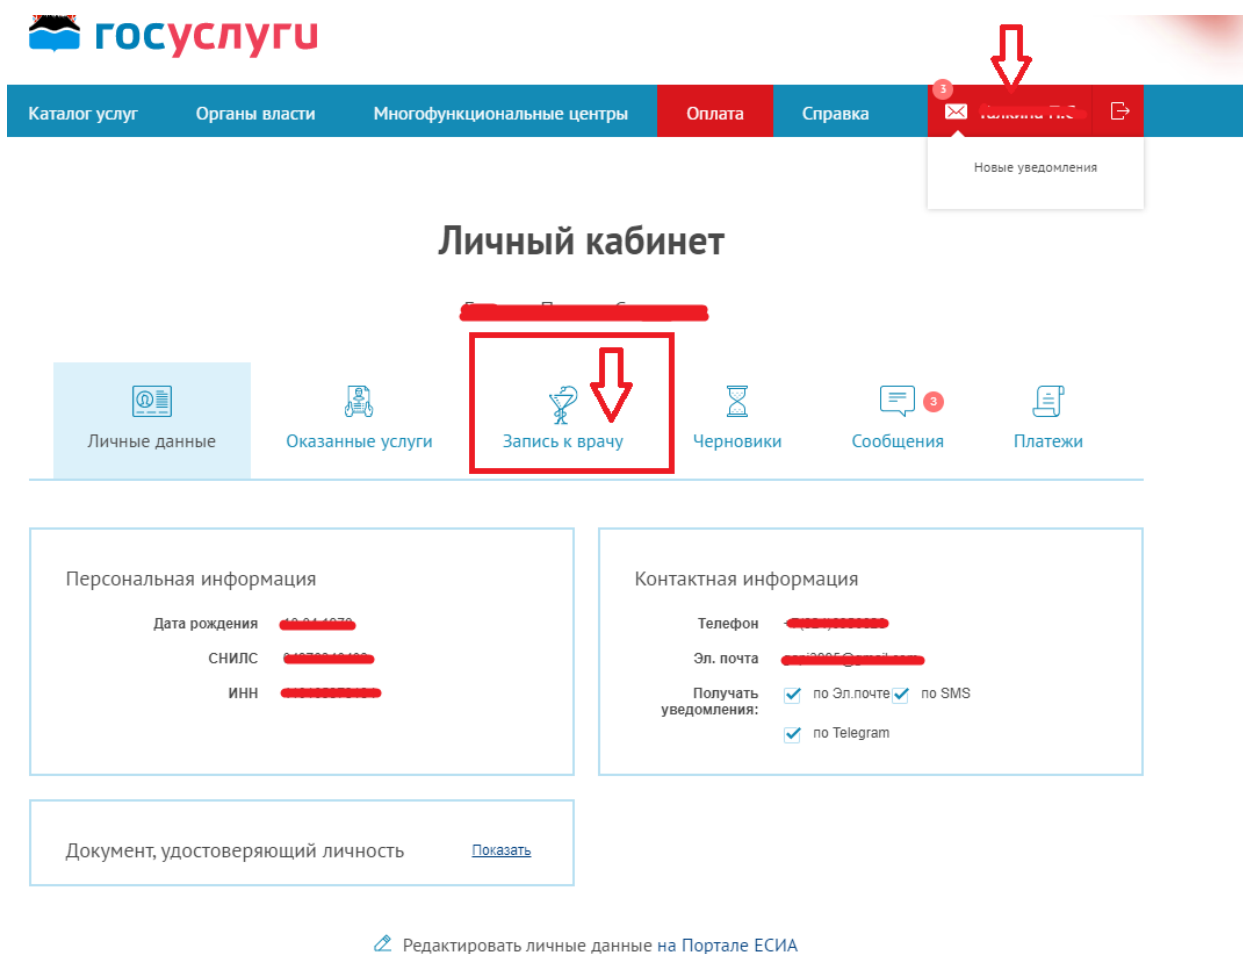 госуслуги
Каталог услуг Органы власти Многофункциональные центры Оплата Справка 3
Новые уведомления
Личный кабинет
Личные данные Оказанные услуги Запись к врачу Черновики Сообщения 3 Платежи
Персональная информация
Дата рождения
СНИЛС
ИНН
Контактная информация
Телефон
Эл. почта
Получать уведомления: по Эл.почте по SMS
по Telegram
Документ, удостоверяющий личность Показать
Редактировать личные данные на Портале ЕСИА